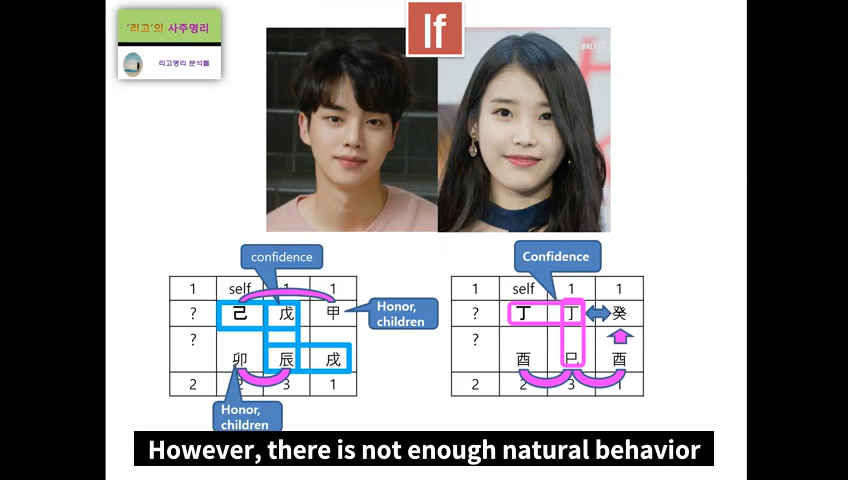 '리고'의 사주명리
리고명리 분석틀
If
confidence
1 self 1 1
? 己 戊 甲
?
卯 辰 戌
2 2 3 1
Honor,
children
Honor,
children
Confidence
1 self 1 1
? 丁 丁 癸
?
酉 巳 酉
2 2 3 1
However, there is not enough natural behavior